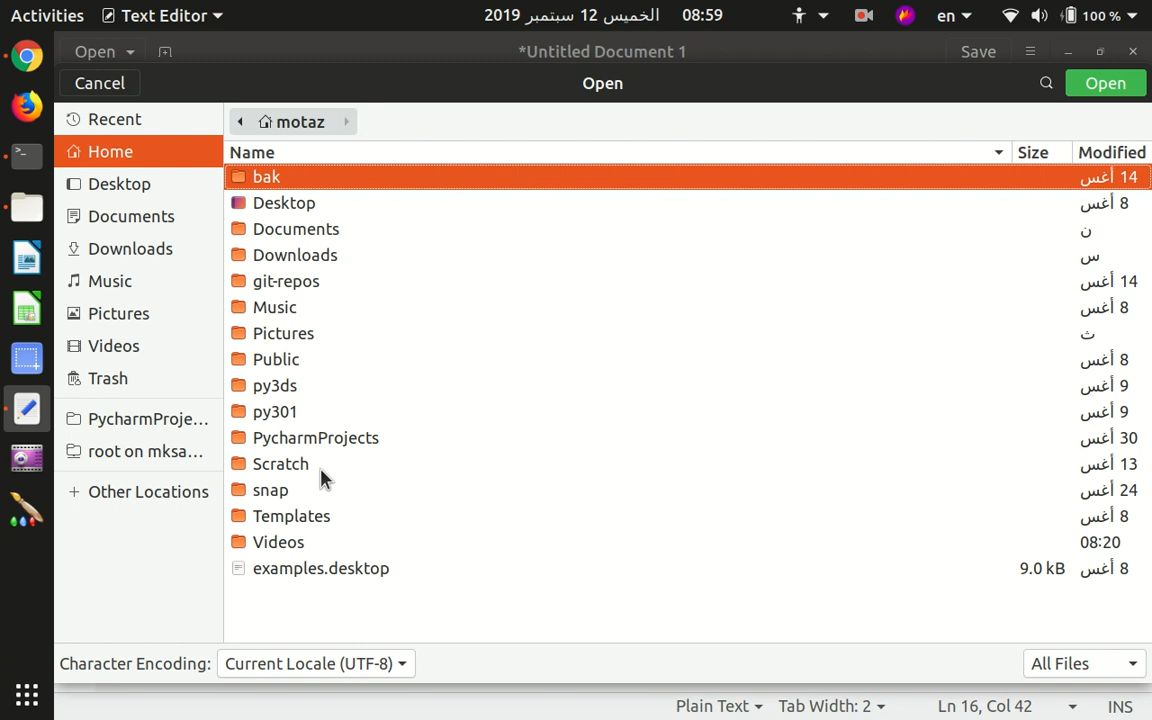 Activities Text Editor الخميس 12 سبتمبر 2019 08:59 en 100 %
Open *Untitled Document 1 Save
Cancel Open Open
Recent motaz
Home Name Size Modified
bak 14 أغس
Desktop Desktop 8 أغس
Documents Documents ن
Downloads Downloads س
Music git-repos 14 أغس
Music 8 أغس
Pictures Pictures ث
Videos Public 8 أغس
Trash py3ds 9 أغس
PycharmProje... py301 9 أغس
PycharmProjects 30 أغس
root on mksa... Scratch 13 أغس
Other Locations snap 24 أغس
Templates 8 أغس
Videos 08:20
examples.desktop 9.0 kB 8 أغس
Character Encoding: Current Locale (UTF-8) All Files
Plain Text Tab Width: 2 Ln 16, Col 42 INS